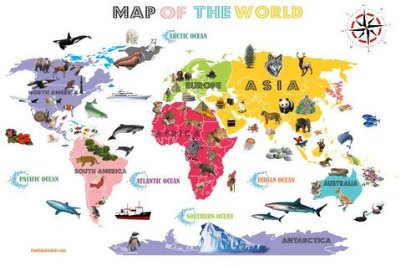 MAP OF THE WORLD
ARCTIC OCEAN
NORTH AMERICA
EUROPE
ASIA
AFRICA
SOUTH AMERICA
PACIFIC OCEAN
ATLANTIC OCEAN
INDIAN OCEAN
AUSTRALIA
SOUTHERN OCEAN
ANTARCTICA